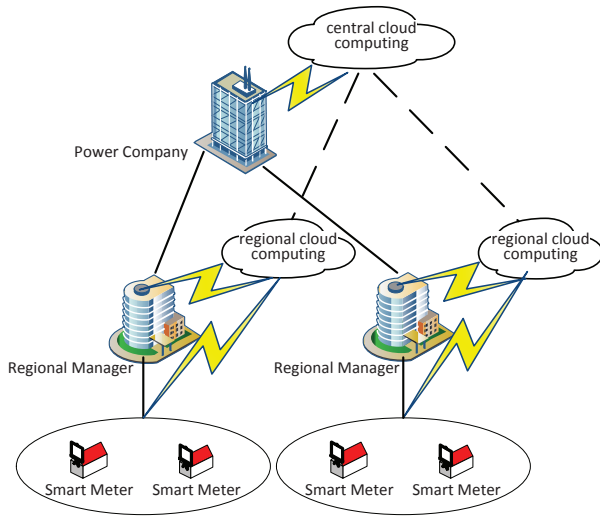 central cloud
computing
Power Company
regional cloud
computing
regional cloud
computing
Regional Manager
Regional Manager
Smart Meter
Smart Meter
Smart Meter
Smart Meter